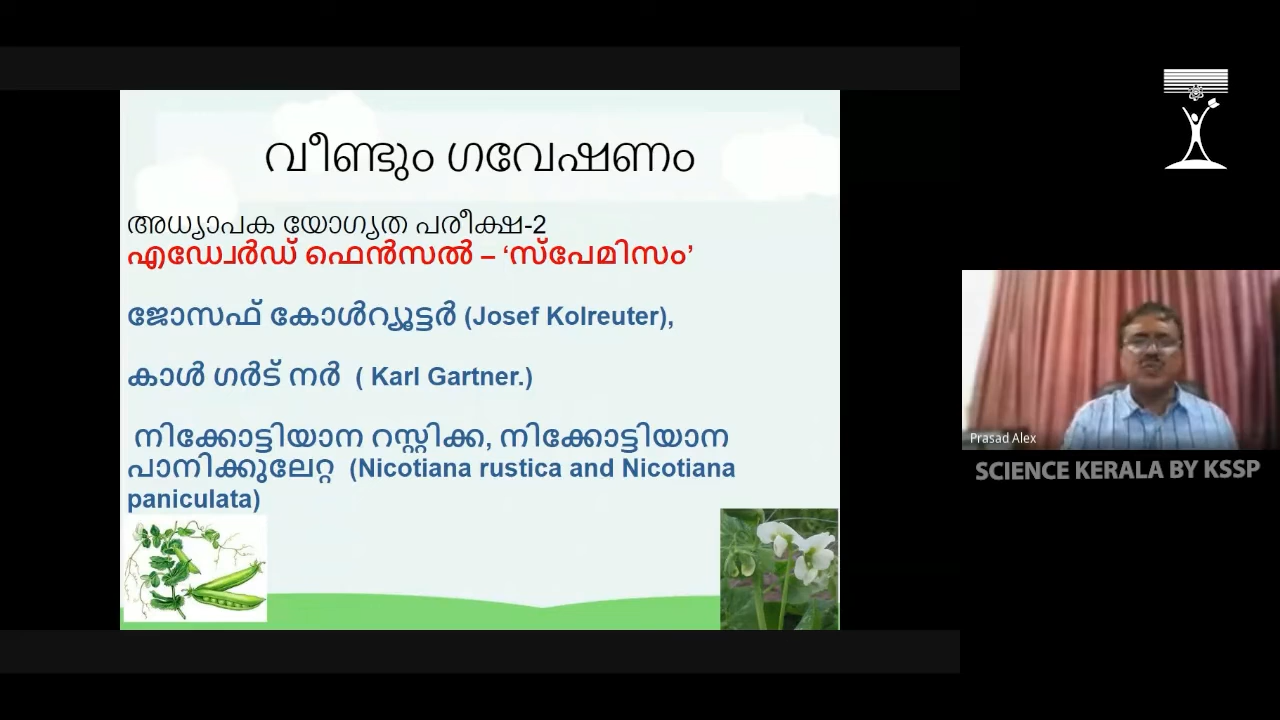 വീണ്ടും ഗവേഷണം
അധ്യാപക യോഗ്യത പരീക്ഷ-2
എഡ്വേർഡ് ഫെൻസൽ – ‘സ്പേമിസം’
ജോസഫ് കോൾറ്യൂട്ടർ (Josef Kolreuter),
കാൾ ഗർട് നർ ( Karl Gartner.)
നിക്കോട്ടിയാന റസ്റ്റിക്ക, നിക്കോട്ടിയാന
പാനിക്കുലേറ്റ (Nicotiana rustica and Nicotiana
paniculata)
Prasad Alex
SCIENCE KERALA BY KSSP